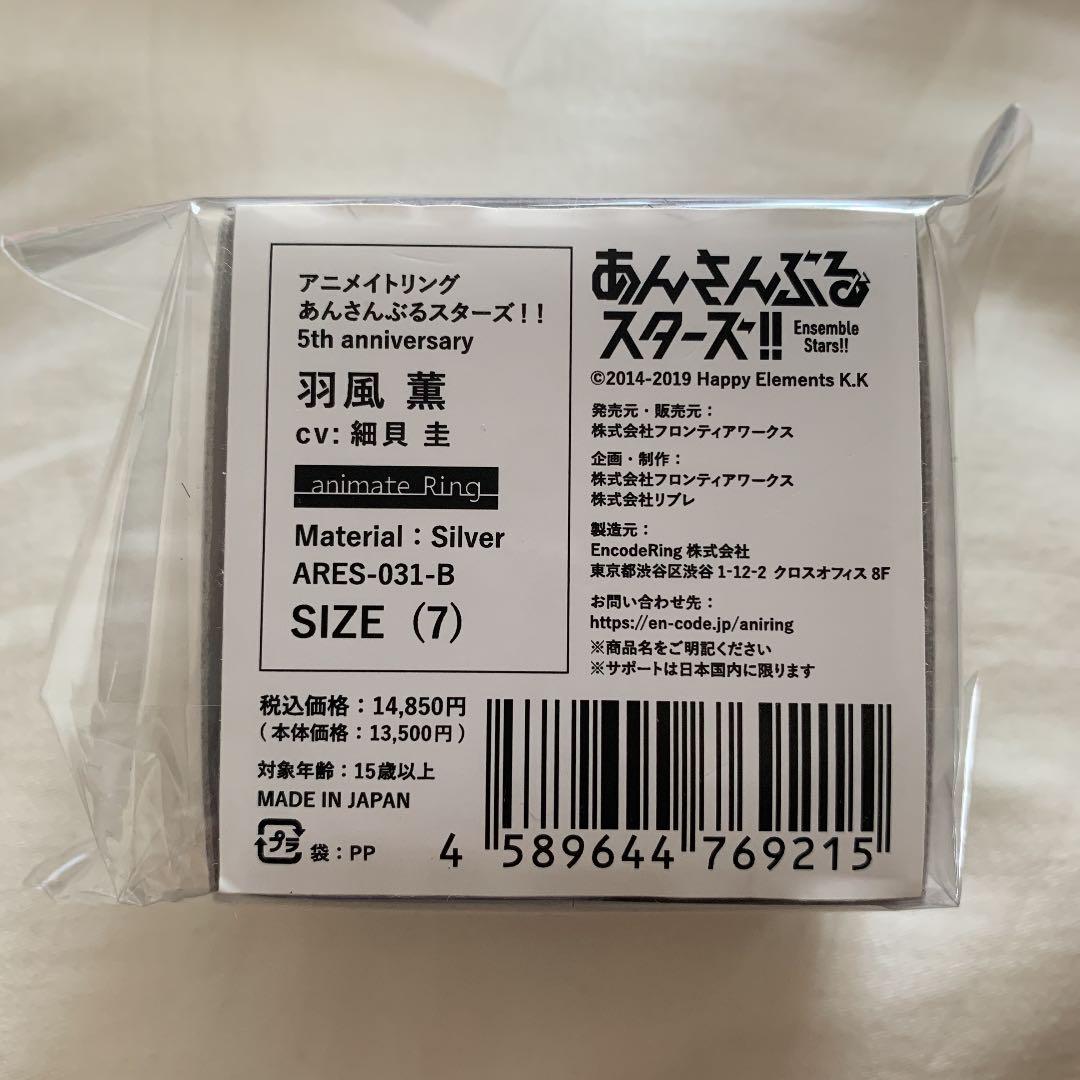 アニメイトリング
あんさんぶるスターズ！！
5th anniversary
羽風 薫
cv: 細貝 圭
animate Ring
Material：Silver
ARES-031-B
SIZE（7）
あんさんぶる
スターズ!!
Ensemble
Stars!!
©2014-2019 Happy Elements K.K
発売元・販売元：
株式会社フロンティアワークス
企画・制作：
株式会社フロンティアワークス
株式会社リブレ
製造元：
EncodeRing 株式会社
東京都渋谷区渋谷 1-12-2 クロスオフィス 8F
お問い合わせ先：
https://en-code.jp/aniring
※商品名をご明記ください
※サポートは日本国内に限ります
税込価格：14,850円
（本体価格：13,500円）
対象年齢：15歳以上
MADE IN JAPAN
プラ 袋：PP
4 589644 769215